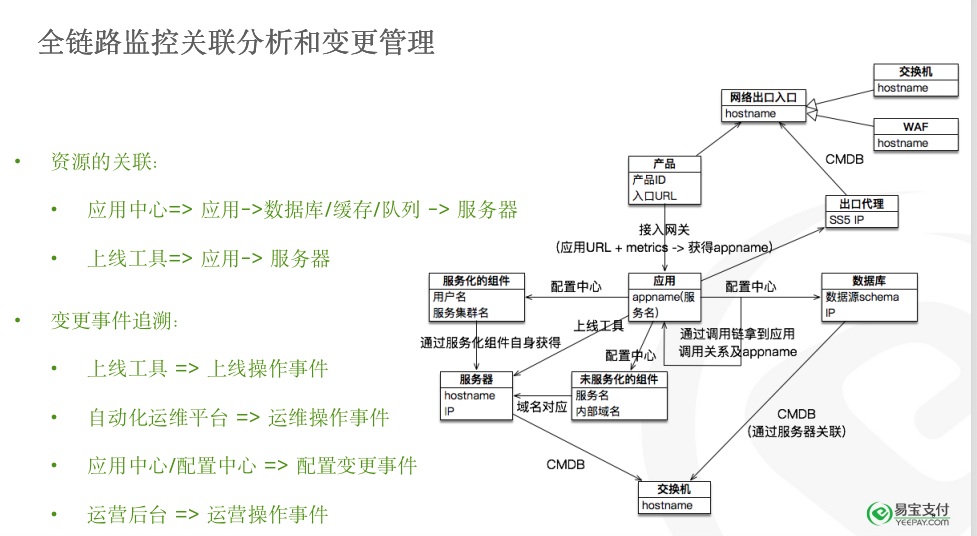 全链路监控关联分析和变更管理
• 资源的关联:
• 应用中心=> 应用->数据库/缓存/队列 -> 服务器
• 上线工具=> 应用-> 服务器
• 变更事件追溯:
• 上线工具 => 上线操作事件
• 自动化运维平台 => 运维操作事件
• 应用中心/配置中心 => 配置变更事件
• 运营后台 => 运营操作事件
交换机
hostname
网络出口入口
hostname
WAF
hostname
CMDB
产品
产品ID
入口URL
出口代理
SS5 IP
接入网关
(应用URL + metrics -> 获得appname)
服务化的组件
用户名
服务集群名
配置中心
应用
appname(服
务名)
配置中心
数据库
数据源schema
IP
上线工具
通过服务化组件自身获得
配置中心
通过调用链拿到应用
调用关系及appname
服务器
hostname
IP
域名对应
未服务化的组件
服务名
内部域名
CMDB
(通过服务器关联)
CMDB
交换机
hostname
易宝支付
YEEPAY.COM